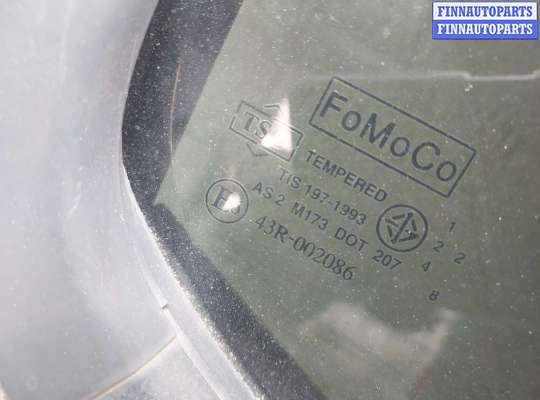 FINNAUTOPARTS
FINNAUTOPARTS
FoMoCo
TSG
TEMPERED
TIS 197-1993
AS 2 M173 DOT 207
43R-002086
1
2 2
4
8